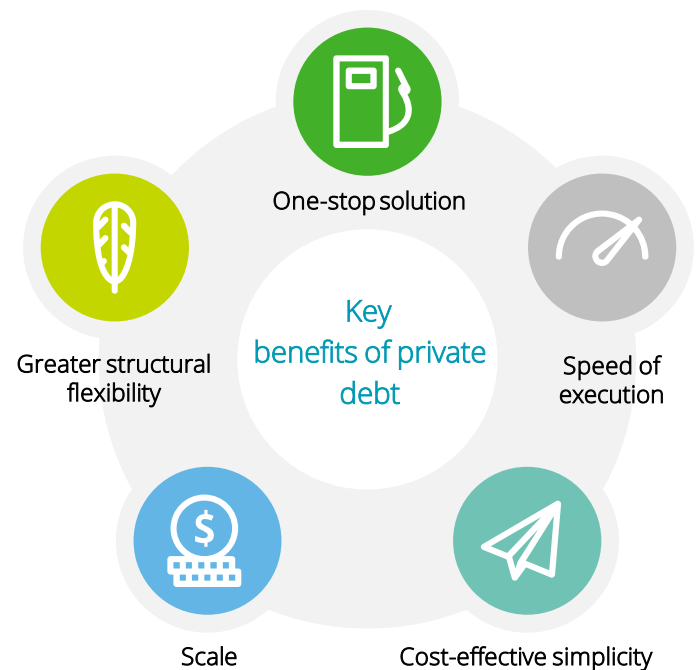 One-stop solution
Key
benefits of private
debt
Greater structural
flexibility
Speed of
execution
$
Scale
Cost-effective simplicity